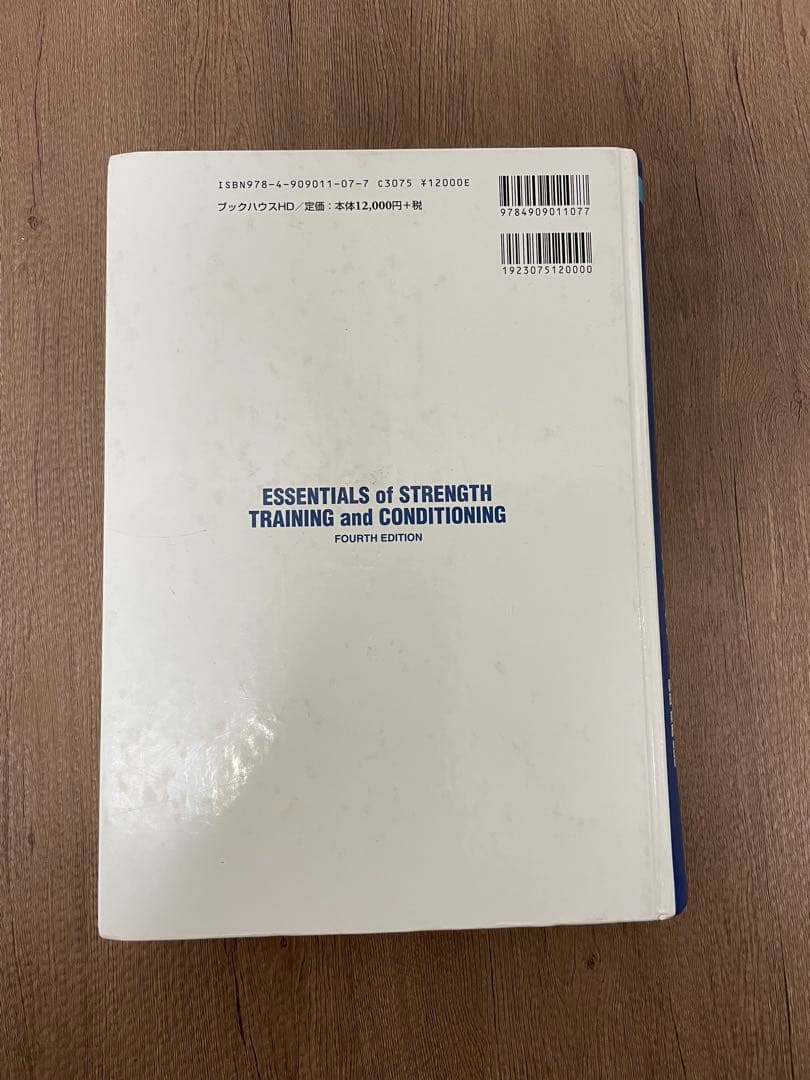 ISBN978-4-909011-07-7 C3075 ¥12000E
ブックハウスHD／定価：本体12,000円＋税
9784909011077
1923075120000
ESSENTIALS of STRENGTH
TRAINING and CONDITIONING
FOURTH EDITION